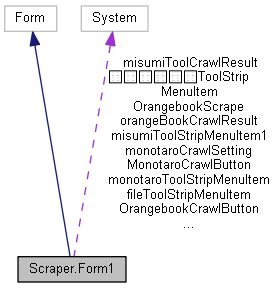 Form
System
misumiToolCrawlResult
ToolStrip
MenuItem
OrangebookScrape
orangeBookCrawlResult
misumiToolStripMenuItem1
monotaroCrawlSetting
MonotaroCrawlButton
monotaroToolStripMenuItem
fileToolStripMenuItem
OrangebookCrawlButton
...
Scraper.Form1